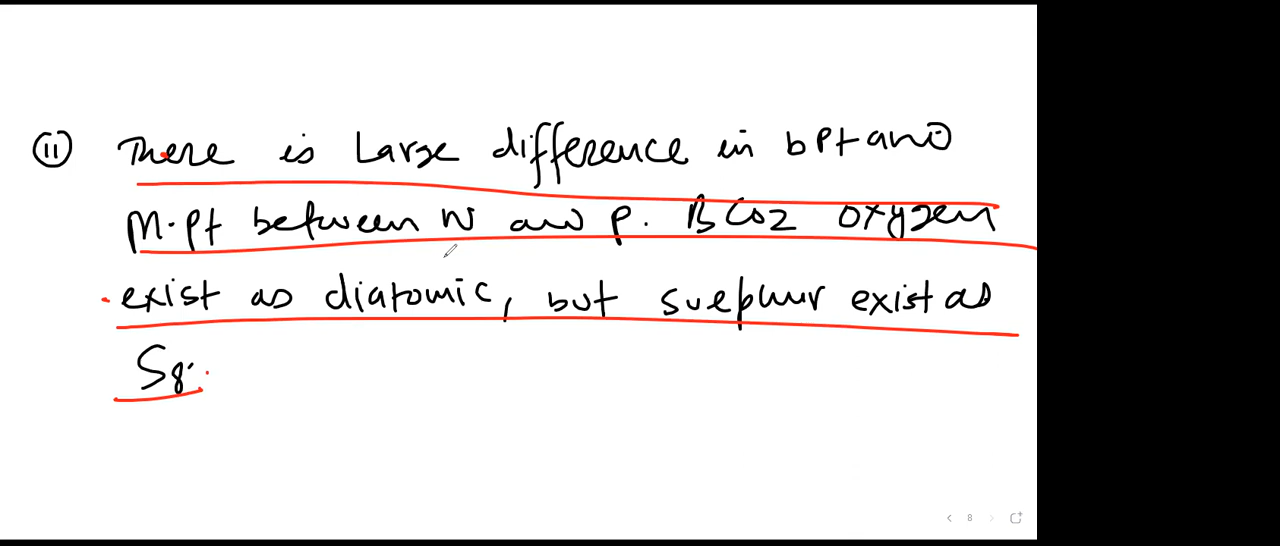 (ii) There is Large difference in bpt and
M.pt between N and P. BCoz oxygen
exist as diatomic, but sulphur exist as
S8.
8